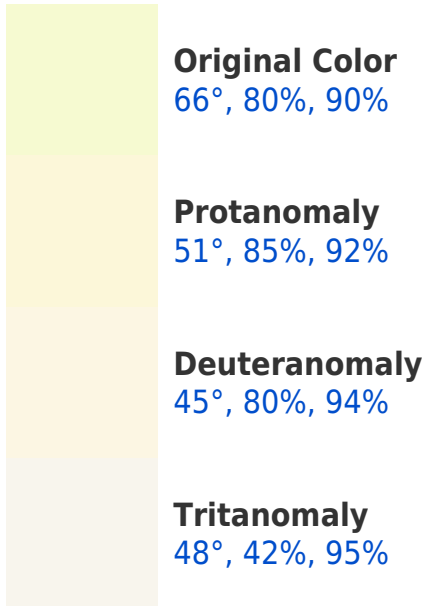 Original Color
66°, 80%, 90%
Protanomaly
51°, 85%, 92%
Deuteranomaly
45°, 80%, 94%
Tritanomaly
48°, 42%, 95%